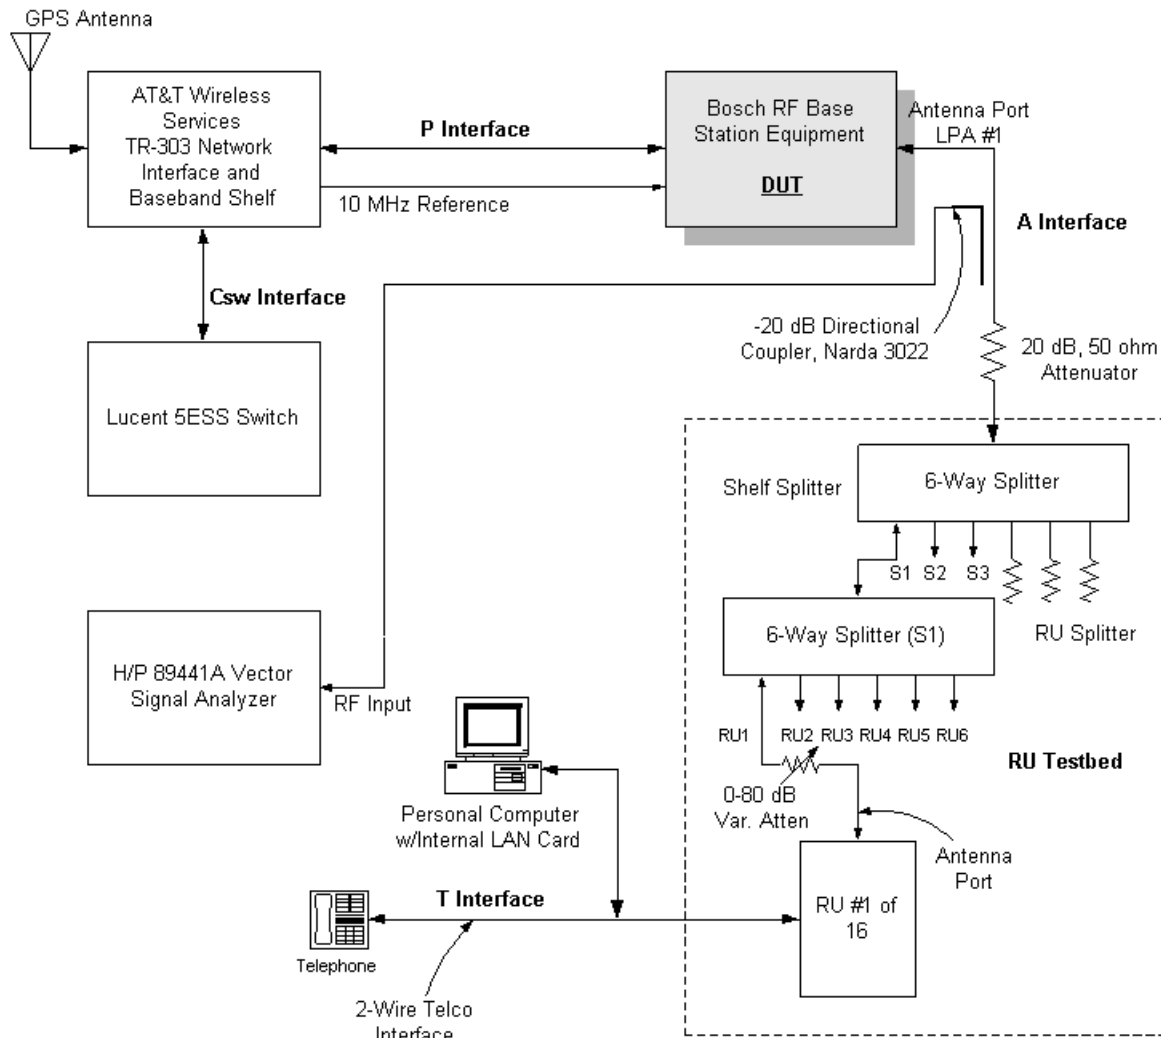 GPS Antenna
AT&T Wireless
Services
TR-303 Network
Interface and
Baseband Shelf
P Interface
10 MHz Reference
Bosch RF Base
Station Equipment
DUT
Antenna Port
LPA #1
A Interface
Csw Interface
-20 dB Directional
Coupler, Narda 3022
20 dB, 50 ohm
Attenuator
Lucent 5ESS Switch
Shelf Splitter
6-Way Splitter
S1
S2
S3
6-Way Splitter (S1)
RU Splitter
H/P 89441A Vector
Signal Analyzer
RF Input
RU1
RU2
RU3
RU4
RU5
RU6
RU Testbed
0-80 dB
Var. Atten
Personal Computer
w/Internal LAN Card
Antenna
Port
T Interface
RU #1 of
16
Telephone
2-Wire Telco
Interface